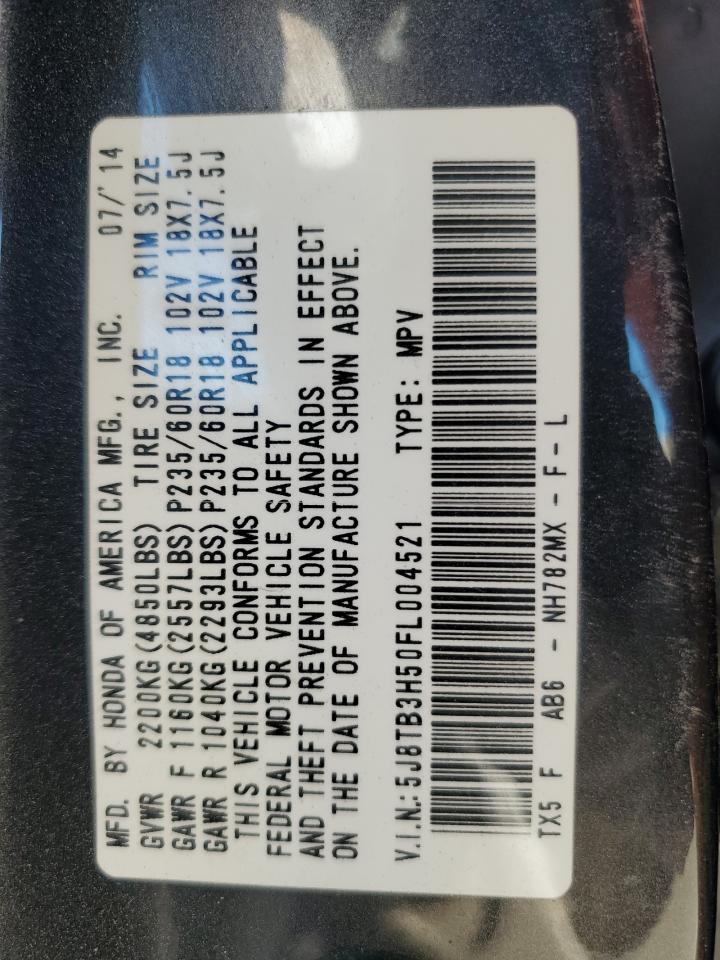 MFD. BY HONDA OF AMERICA MFG., INC. 07/'14
GVWR 2200KG(4850LBS) TIRE SIZE RIM SIZE
GAWR F 1160KG(2557LBS) P235/60R18 102V 18X7.5J
GAWR R 1040KG(2293LBS) P235/60R18 102V 18X7.5J
THIS VEHICLE CONFORMS TO ALL APPLICABLE
FEDERAL MOTOR VEHICLE SAFETY
AND THEFT PREVENTION STANDARDS IN EFFECT
ON THE DATE OF MANUFACTURE SHOWN ABOVE.
V.I.N.: 5J8TB3H50FL004521 TYPE: MPV
TX5 F AB6 - NH782MX - F - L